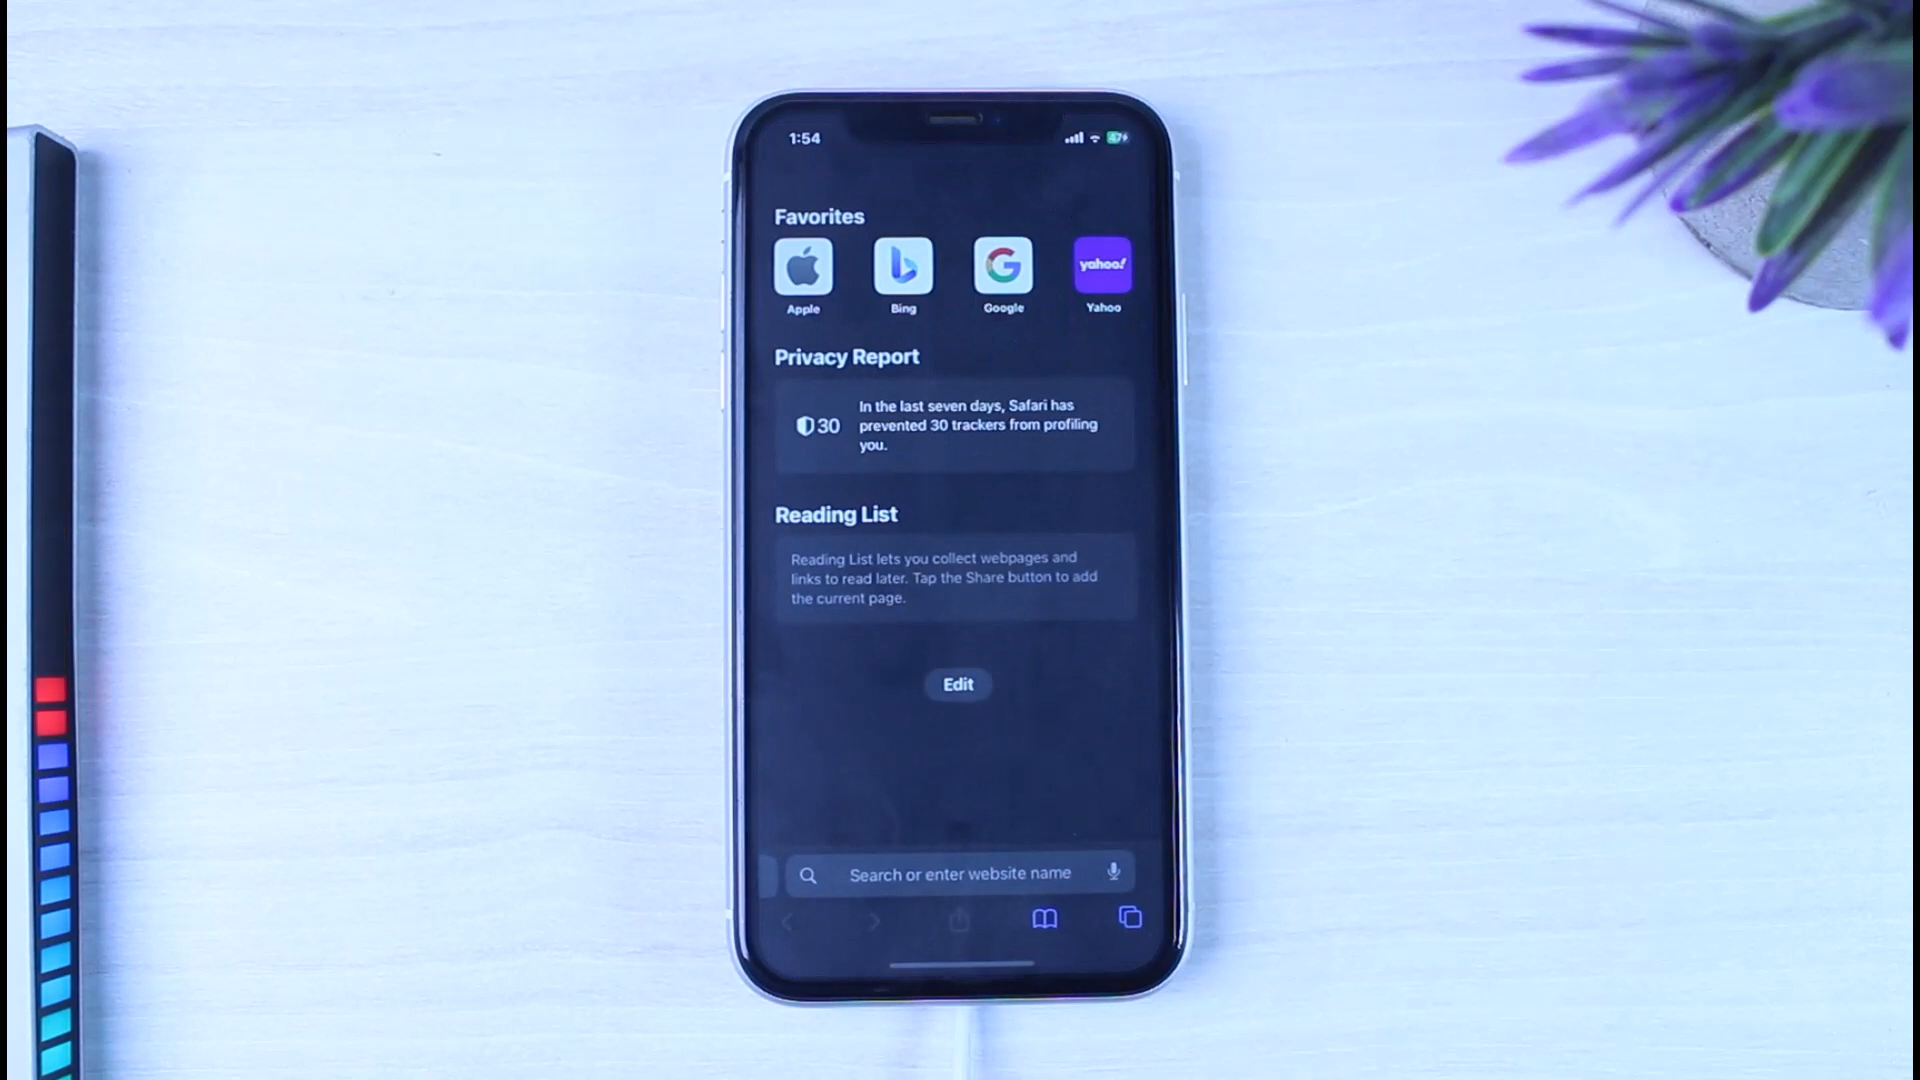 1:54
47
Favorites
yahoo!
Apple
Bing
Google
Yahoo
Privacy Report
30
In the last seven days, Safari has
prevented 30 trackers from profiling
you.
Reading List
Reading List lets you collect webpages and
links to read later. Tap the Share button to add
the current page.
Edit
Search or enter website name